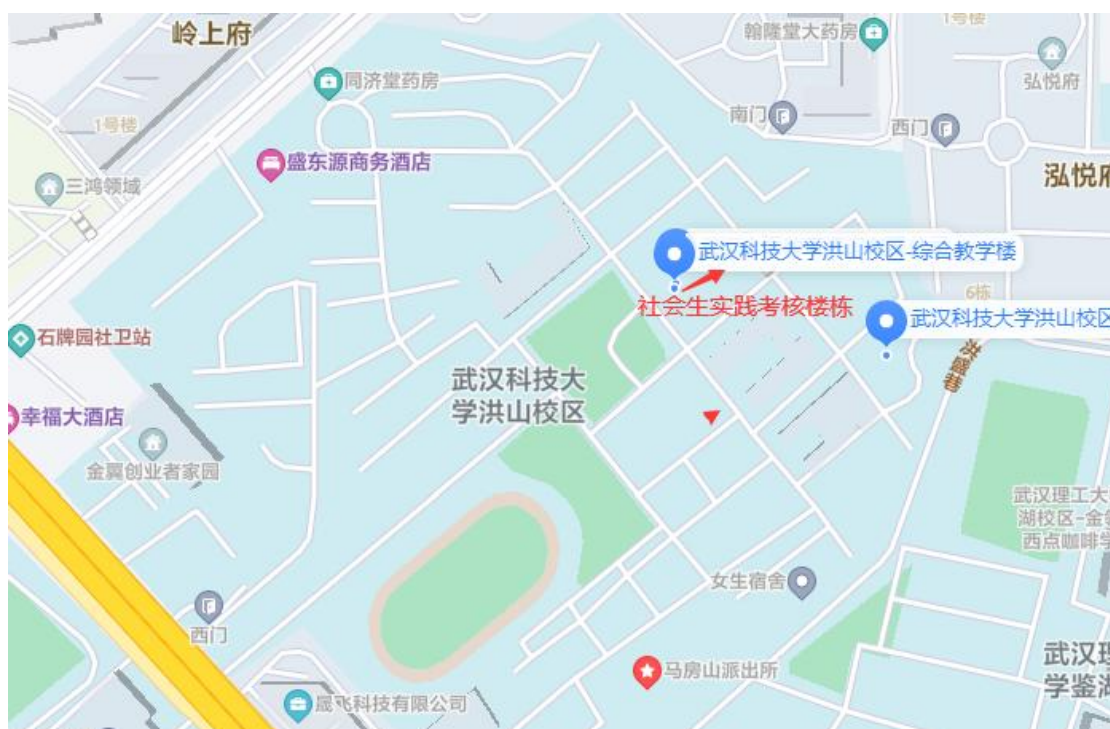 岭上府
翰隆堂大药房
1号楼
弘悦府
同济堂药房
南门
西门
1号楼
盛东源商务酒店
三鸿领域
泓悦府
武汉科技大学洪山校区-综合教学楼
社会生实践考核楼栋
6栋
武汉科技大学洪山校区
石牌园社卫站
洪盛巷
武汉科技大
学洪山校区
幸福大酒店
金翼创业者家园
武汉理工大
湖校区-金
西点咖啡学
女生宿舍
西门
马房山派出所
武汉理
学鉴湖
晟飞科技有限公司